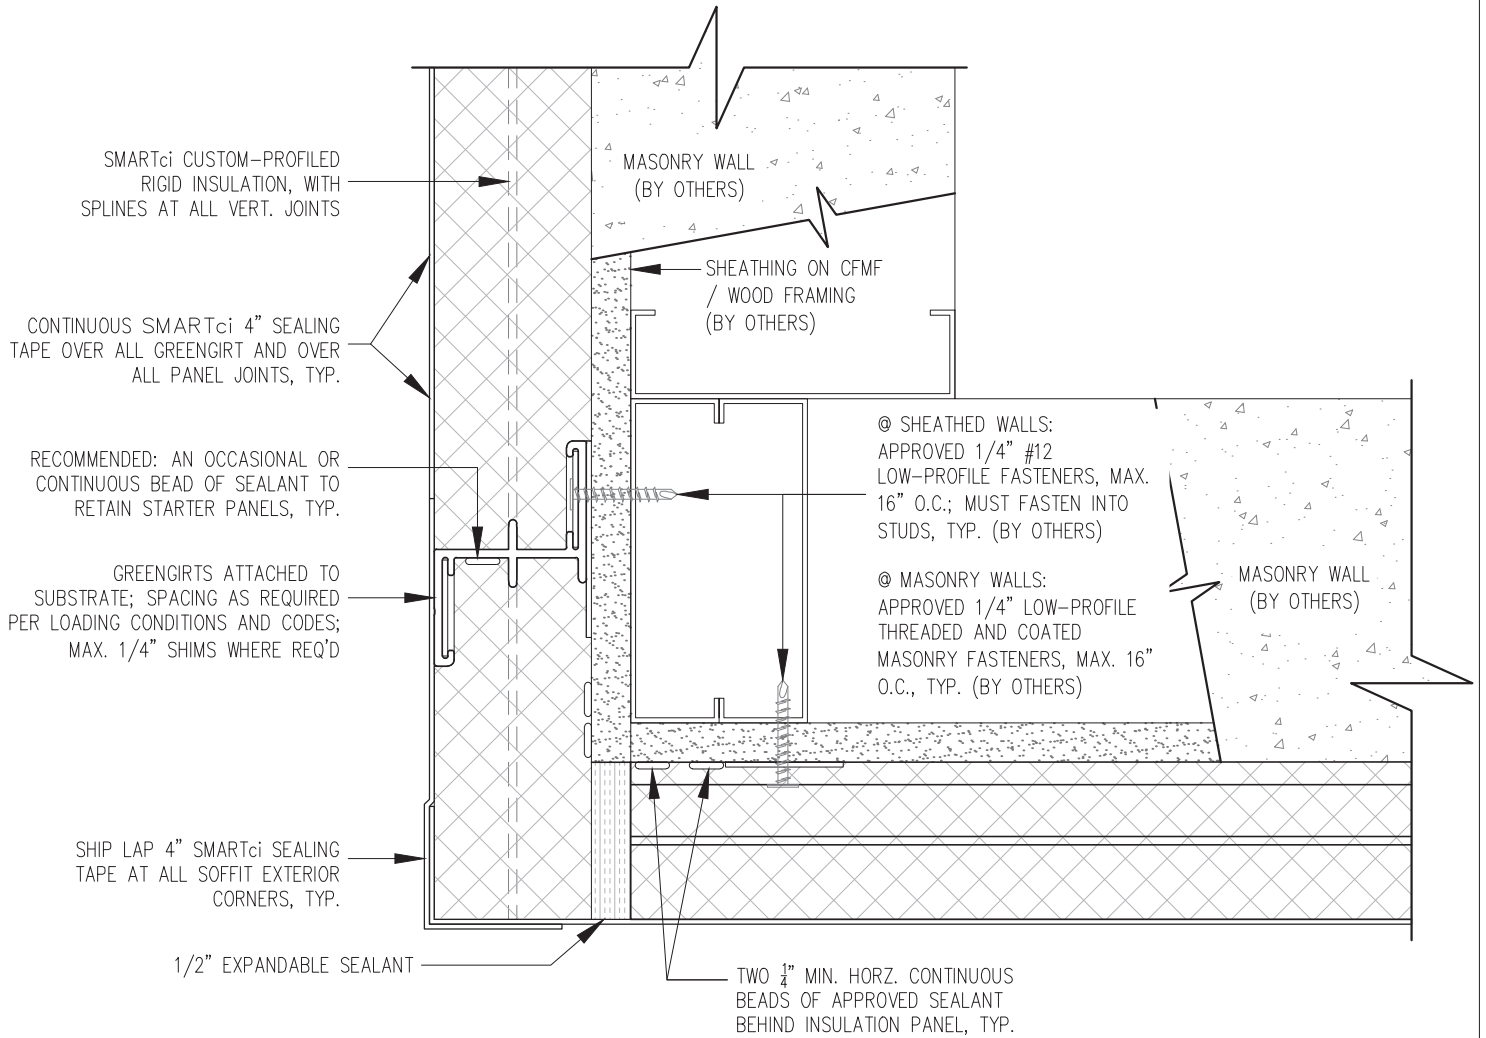 SMARTci CUSTOM-PROFILED
RIGID INSULATION, WITH
SPLINES AT ALL VERT. JOINTS
MASONRY WALL
(BY OTHERS)
SHEATHING ON CFMF
/ WOOD FRAMING
(BY OTHERS)
CONTINUOUS SMARTci 4" SEALING
TAPE OVER ALL GREENGIRT AND OVER
ALL PANEL JOINTS, TYP.
RECOMMENDED: AN OCCASIONAL OR
CONTINUOUS BEAD OF SEALANT TO
RETAIN STARTER PANELS, TYP.
@ SHEATHED WALLS:
APPROVED 1/4" #12
LOW-PROFILE FASTENERS, MAX.
16" O.C.; MUST FASTEN INTO
STUDS, TYP. (BY OTHERS)
GREENGIRTS ATTACHED TO
SUBSTRATE; SPACING AS REQUIRED
PER LOADING CONDITIONS AND CODES;
MAX. 1/4" SHIMS WHERE REQ'D
@ MASONRY WALLS:
APPROVED 1/4" LOW-PROFILE
THREADED AND COATED
MASONRY FASTENERS, MAX. 16"
O.C., TYP. (BY OTHERS)
MASONRY WALL
(BY OTHERS)
SHIP LAP 4" SMARTci SEALING
TAPE AT ALL SOFFIT EXTERIOR
CORNERS, TYP.
1/2" EXPANDABLE SEALANT
TWO 1/4" MIN. HORZ. CONTINUOUS
BEADS OF APPROVED SEALANT
BEHIND INSULATION PANEL, TYP.